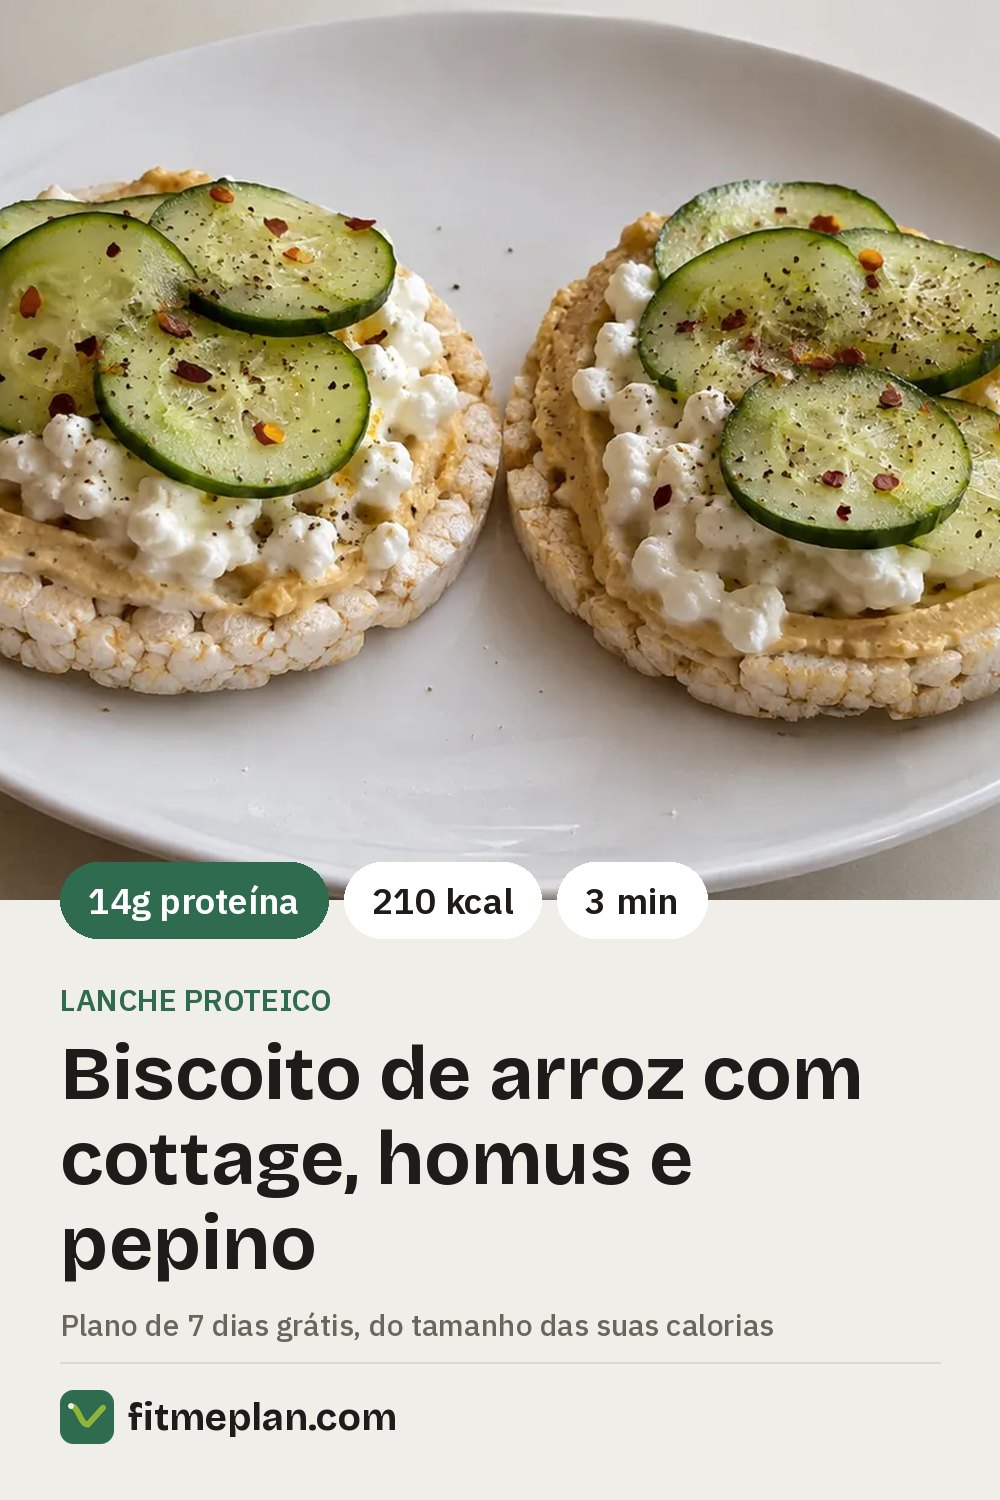 14g proteína
210 kcal
3 min
LANCHE PROTEICO
Biscoito de arroz com
cottage, homus e
pepino
Plano de 7 dias grátis, do tamanho das suas calorias
fitmeplan.com